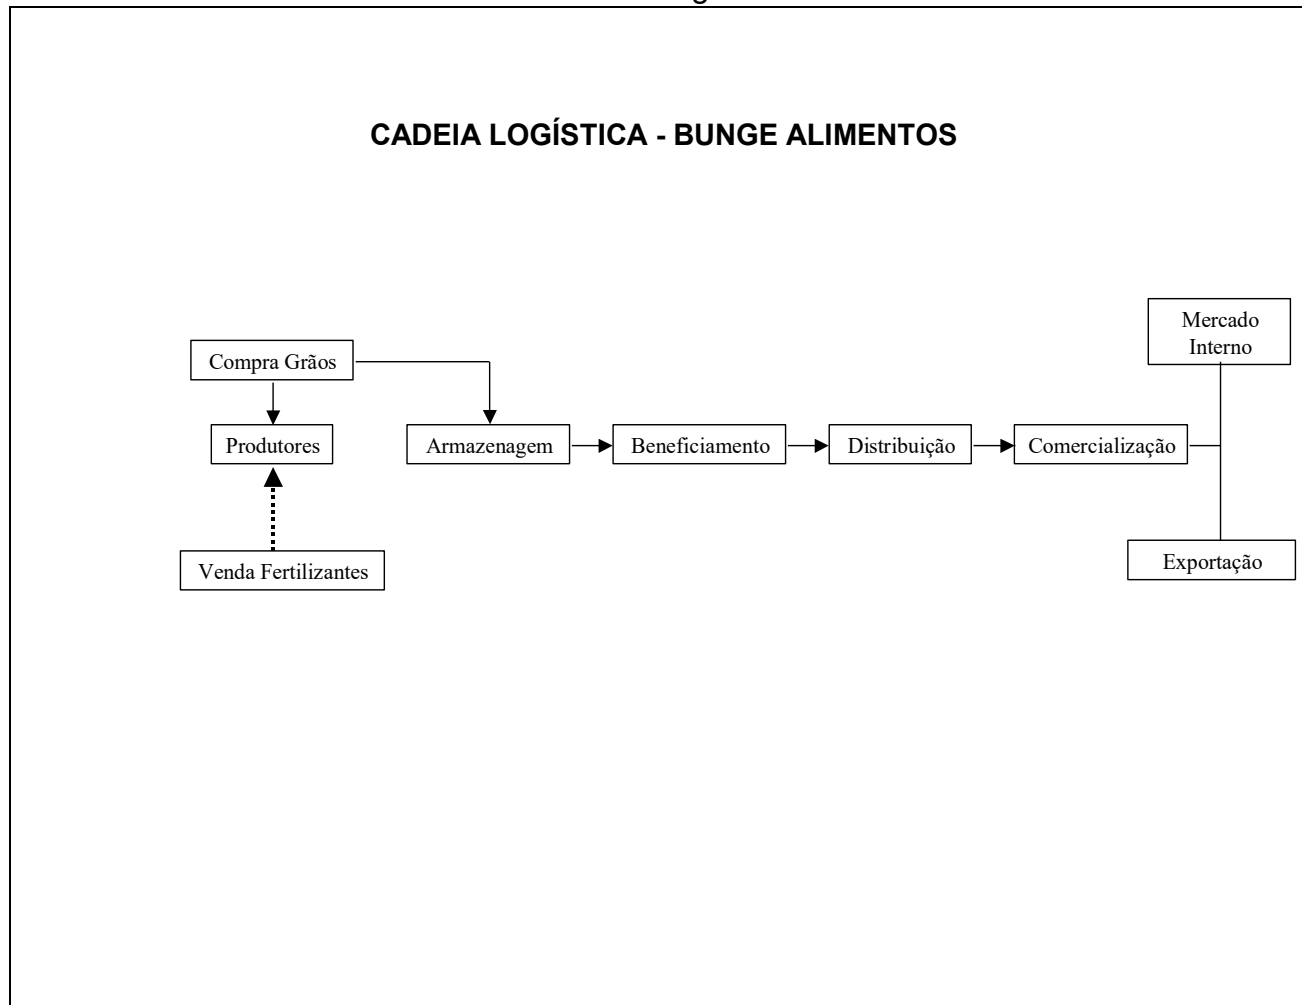 CADEIA LOGÍSTICA - BUNGE ALIMENTOS
Mercado
Interno
Compra Grãos
Produtores
Armazenagem
Beneficiamento
Distribuição
Comercialização
Venda Fertilizantes
Exportação